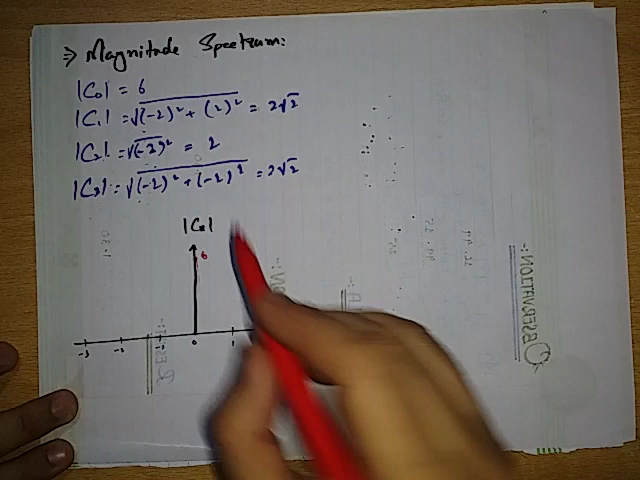 ⇒ Magnitude Spectrum:
|C₀| = 6
|C₁| = √(-2)² + (2)² = 2√2
|C₂| = √(-2)² = 2
|C₃| = √(-2)² + (-2)² = 2√2
6
-3 -2 -1 0 1